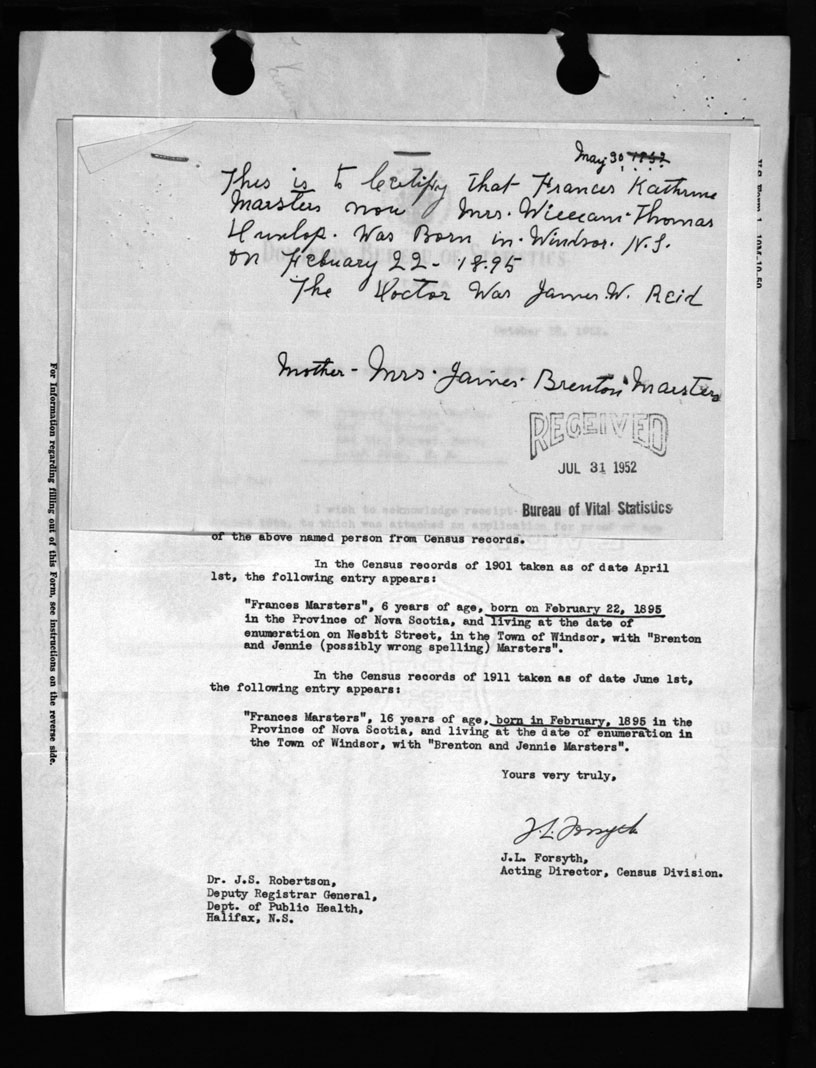 May 30, 1952
This is to Certify that Frances Kathrine
Marsters now Mrs. William Thomas
Dunlop. Was Born in Windsor. N.S.
on Febuary 22 - 1895
The Doctor Was James W. Reid
Mother - Mrs. James Brenton Marsters
RECEIVED
JUL 31 1952
Bureau of Vital Statistics
of the above named person from Census records.
In the Census records of 1901 taken as of date April
1st, the following entry appears:
"Frances Marsters", 6 years of age, born on February 22, 1895
in the Province of Nova Scotia, and living at the date of
enumeration on Nesbit Street, in the Town of Windsor, with "Brenton
and Jennie (possibly wrong spelling) Marsters".
In the Census records of 1911 taken as of date June 1st,
the following entry appears:
"Frances Marsters", 16 years of age, born in February, 1895 in the
Province of Nova Scotia, and living at the date of enumeration in
the Town of Windsor, with "Brenton and Jennie Marsters".
Yours very truly,
J.L. Forsyth
J.L. Forsyth,
Acting Director, Census Division.
Dr. J.S. Robertson,
Deputy Registrar General,
Dept. of Public Health,
Halifax, N.S.
For Information regarding filling out of this Form, see instructions on the reverse side.